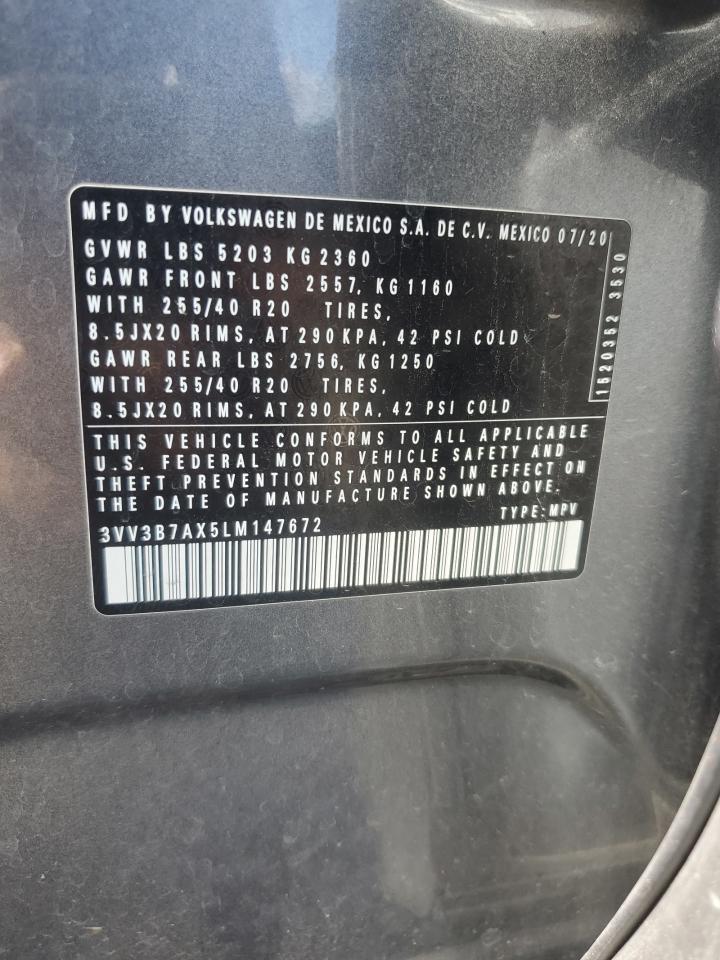 MFD BY VOLKSWAGEN DE MEXICO S.A. DE C.V. MEXICO 07/20
GVWR LBS 5203 KG 2360
GAWR FRONT LBS 2557, KG 1160
WITH 255/40 R20 TIRES,
8.5JX20 RIMS, AT 290 KPA, 42 PSI COLD
GAWR REAR LBS 2756, KG 1250
WITH 255/40 R20 TIRES,
8.5JX20 RIMS, AT 290 KPA, 42 PSI COLD
1520352 3530
THIS VEHICLE CONFORMS TO ALL APPLICABLE
U.S. FEDERAL MOTOR VEHICLE SAFETY AND
THEFT PREVENTION STANDARDS IN EFFECT ON
THE DATE OF MANUFACTURE SHOWN ABOVE.
3VV3B7AX5LM147672 TYPE: MPV